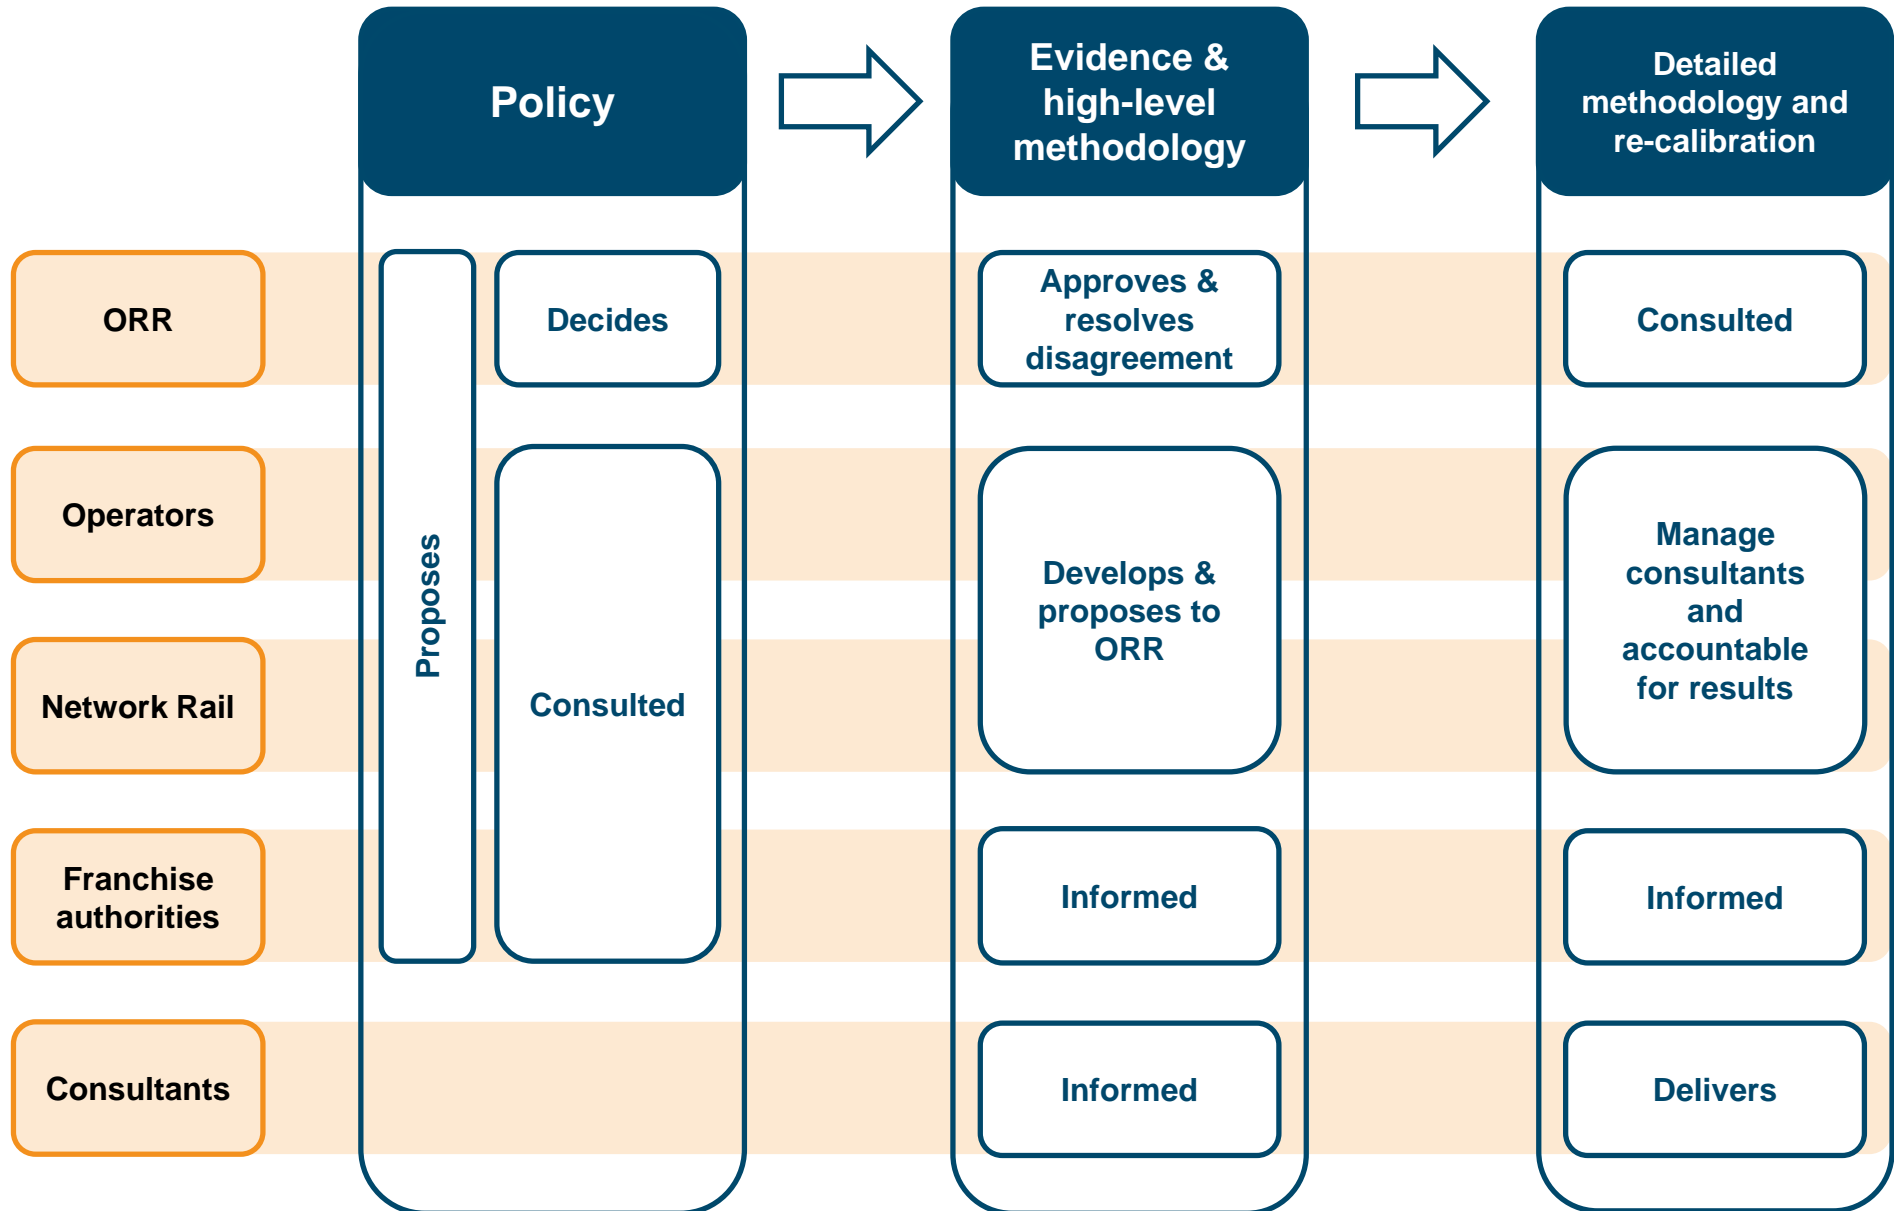 Policy
Evidence &
high-level
methodology
Detailed
methodology and
re-calibration
ORR
Proposes
Decides
Approves &
resolves
disagreement
Consulted
Operators
Network Rail
Consulted
Develops &
proposes to
ORR
Manage
consultants
and
accountable
for results
Franchise
authorities
Informed
Informed
Consultants
Informed
Delivers